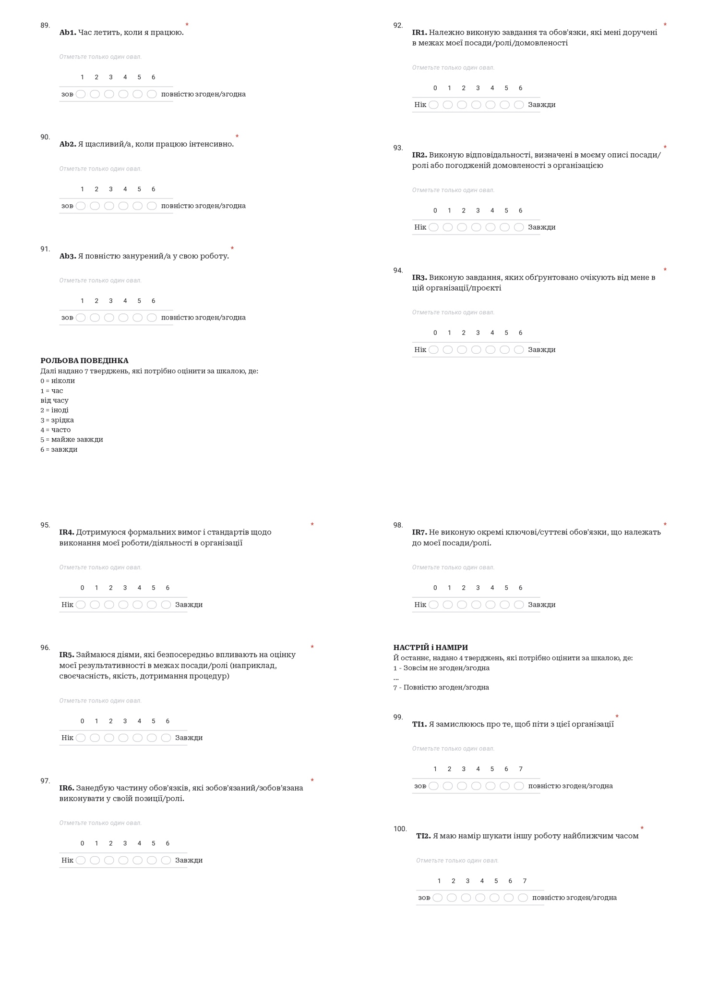 89.
*
Ab1. Час летить, коли я працюю.
Отметьте только один овал.
1 2 3 4 5 6
зов повністю згоден/згодна
90.
*
Ab2. Я щасливий/а, коли працюю інтенсивно.
Отметьте только один овал.
1 2 3 4 5 6
зов повністю згоден/згодна
91.
*
Ab3. Я повністю занурений/а у свою роботу.
Отметьте только один овал.
1 2 3 4 5 6
зов повністю згоден/згодна
РОЛЬОВА ПОВЕДІНКА
Далі надано 7 тверджень, які потрібно оцінити за шкалою, де:
0 = ніколи
1 = час
від часу
2 = іноді
3 = зрідка
4 = часто
5 = майже завжди
6 = завжди
92.
*
IR1. Належно виконую завдання та обов’язки, які мені доручені
в межах моєї посади/ролі/домовленості
Отметьте только один овал.
0 1 2 3 4 5 6
Нік Завжди
93.
*
IR2. Виконую відповідальності, визначені в моєму описі посади/
ролі або погодженій домовленості з організацією
Отметьте только один овал.
0 1 2 3 4 5 6
Нік Завжди
94.
*
IR3. Виконую завдання, яких обґрунтовано очікують від мене в
цій організації/проєкті
Отметьте только один овал.
0 1 2 3 4 5 6
Нік Завжди
95.
*
IR4. Дотримуюся формальних вимог і стандартів щодо
виконання моєї роботи/діяльності в організації
Отметьте только один овал.
0 1 2 3 4 5 6
Нік Завжди
96.
*
IR5. Займаюся діями, які безпосередньо впливають на оцінку
моєї результативності в межах посади/ролі (наприклад,
своєчасність, якість, дотримання процедур)
Отметьте только один овал.
0 1 2 3 4 5 6
Нік Завжди
97.
*
IR6. Занедбую частину обов’язків, які зобов’язаний/зобов’язана
виконувати у своїй позиції/ролі.
Отметьте только один овал.
0 1 2 3 4 5 6
Нік Завжди
98.
*
IR7. Не виконую окремі ключові/суттєві обов’язки, що належать
до моєї посади/ролі.
Отметьте только один овал.
0 1 2 3 4 5 6
Нік Завжди
НАСТРІЙ і НАМІРИ
Й останнє, надано 4 тверджень, які потрібно оцінити за шкалою, де:
1 - Зовсім не згоден/згодна
...
7 - Повністю згоден/згодна
99.
*
TI1. Я замислююсь про те, щоб піти з цієї організації
Отметьте только один овал.
1 2 3 4 5 6 7
зов повністю згоден/згодна
100.
*
TI2. Я маю намір шукати іншу роботу найближчим часом
Отметьте только один овал.
1 2 3 4 5 6 7
зов повністю згоден/згодна